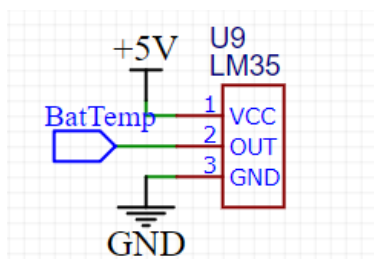 U9
+5V
LM35
BatTemp
1 VCC
2 OUT
3 GND
GND